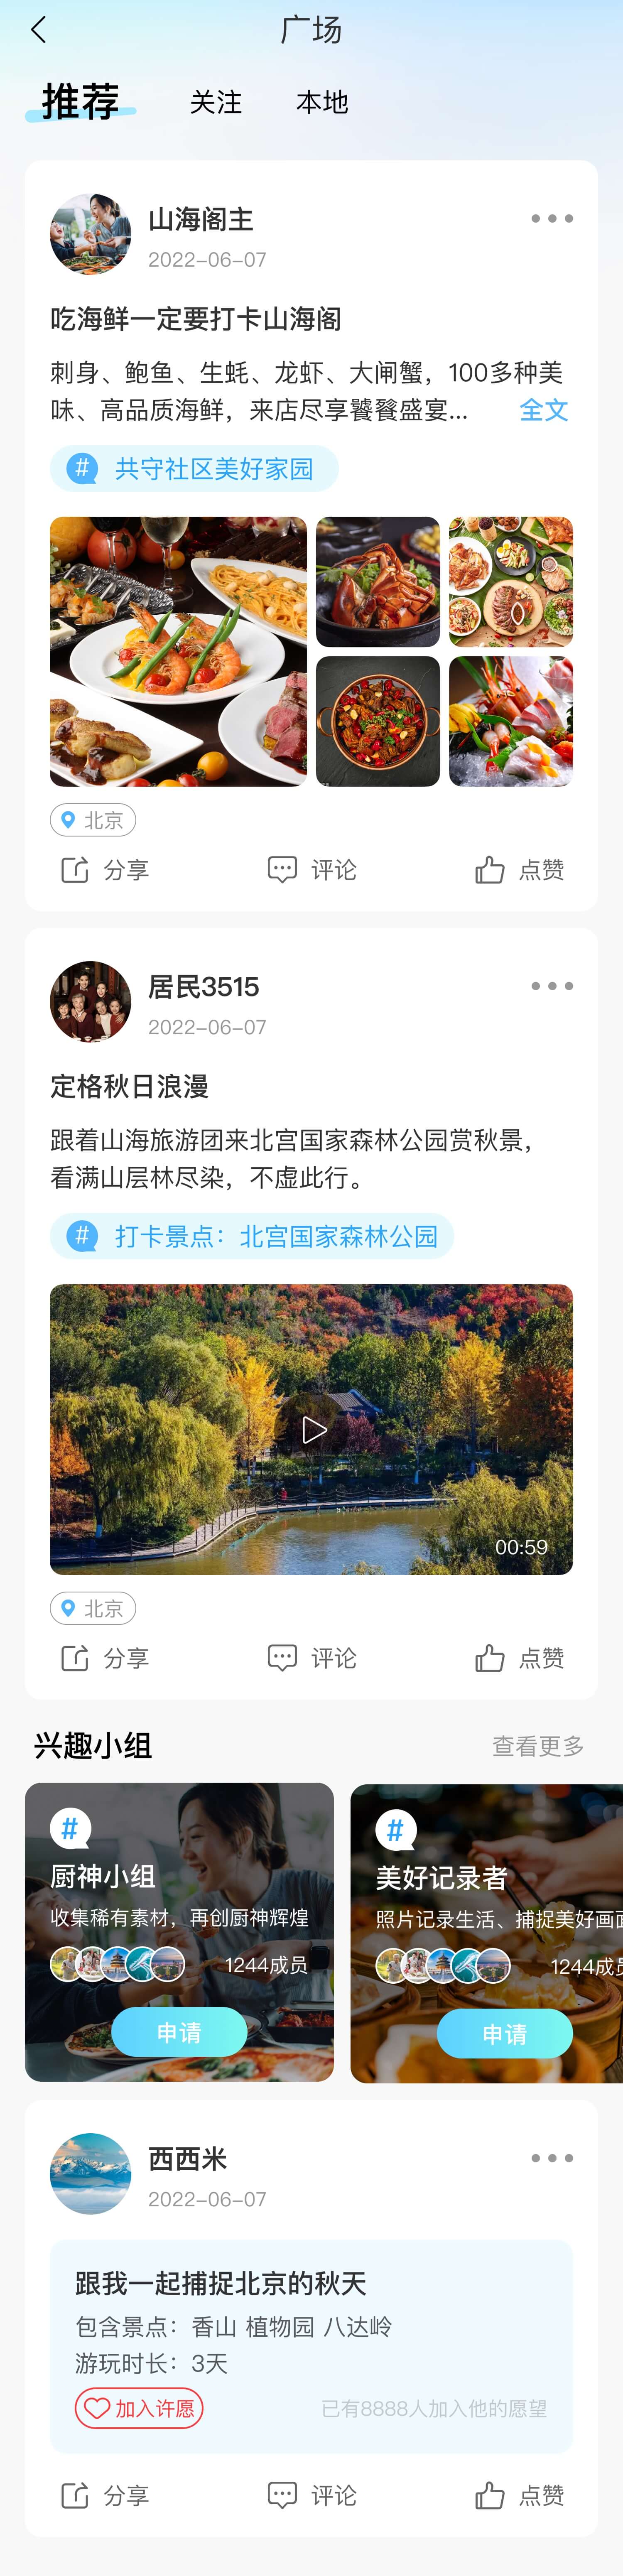 广场
推荐
关注
本地
山海阁主
2022-06-07
吃海鲜一定要打卡山海阁
刺身、鲍鱼、生蚝、龙虾、大闸蟹，100多种美
味、高品质海鲜，来店尽享饕餮盛宴... 全文
# 共守社区美好家园
北京
分享
评论
点赞
居民3515
2022-06-07
定格秋日浪漫
跟着山海旅游团来北宫国家森林公园赏秋景，
看满山层林尽染，不虚此行。
# 打卡景点：北宫国家森林公园
00:59
北京
分享
评论
点赞
兴趣小组
查看更多
#
厨神小组
收集稀有素材，再创厨神辉煌
1244成员
申请
#
美好记录者
照片记录生活、捕捉美好画面
1244成员
申请
西西米
2022-06-07
跟我一起捕捉北京的秋天
包含景点：香山 植物园 八达岭
游玩时长：3天
加入许愿
已有8888人加入他的愿望
分享
评论
点赞